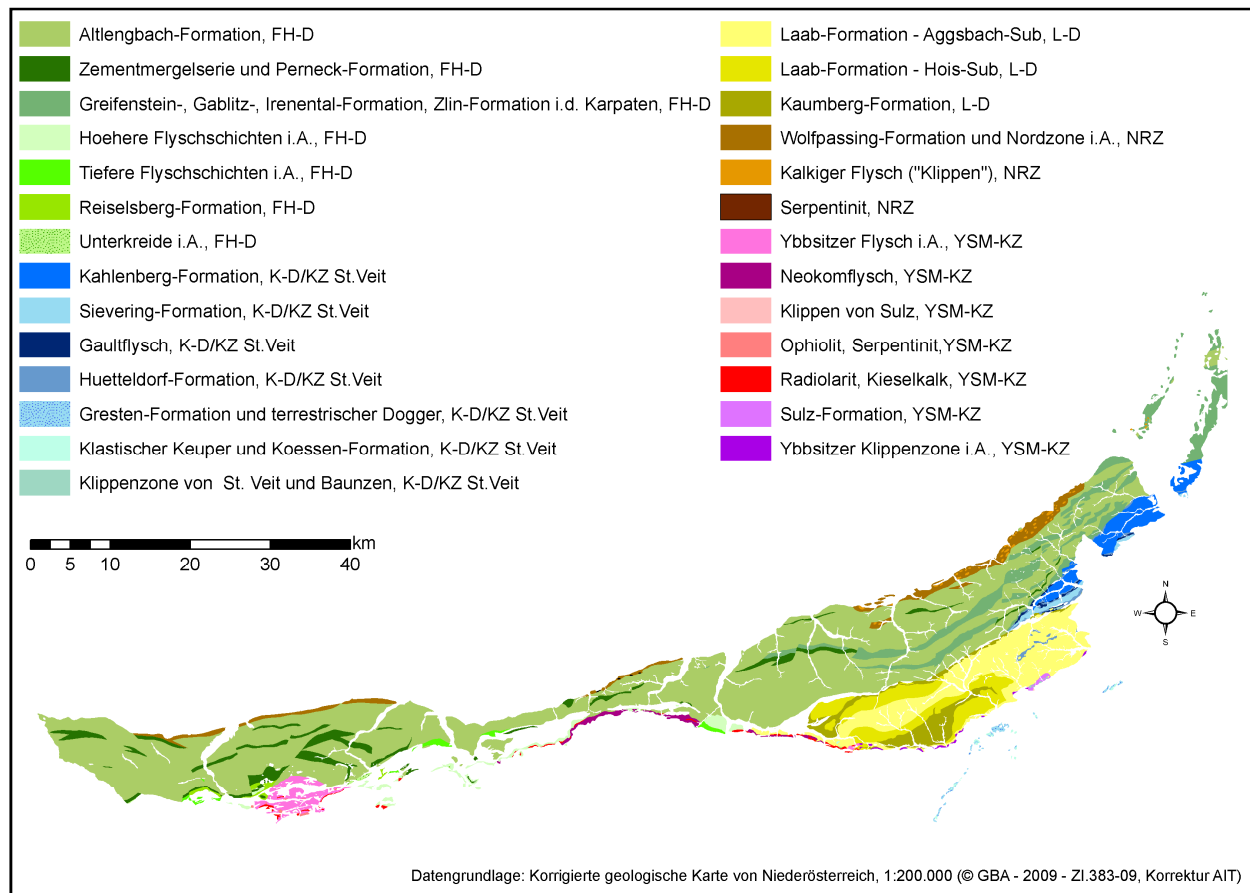 Altlengbach-Formation, FH-D
Zementmergelserie und Perneck-Formation, FH-D
Greifenstein-, Gablitz-, Irenental-Formation, Zlin-Formation i.d. Karpaten, FH-D
Hoehere Flyschschichten i.A., FH-D
Tiefere Flyschschichten i.A., FH-D
Reiselsberg-Formation, FH-D
Unterkreide i.A., FH-D
Kahlenberg-Formation, K-D/KZ St.Veit
Sievering-Formation, K-D/KZ St.Veit
Gaultflysch, K-D/KZ St.Veit
Huetteldorf-Formation, K-D/KZ St.Veit
Gresten-Formation und terrestrischer Dogger, K-D/KZ St.Veit
Klastischer Keuper und Koessen-Formation, K-D/KZ St.Veit
Klippenzone von St. Veit und Baunzen, K-D/KZ St.Veit
Laab-Formation - Aggsbach-Sub, L-D
Laab-Formation - Hois-Sub, L-D
Kaumberg-Formation, L-D
Wolfpassing-Formation und Nordzone i.A., NRZ
Kalkiger Flysch ("Klippen"), NRZ
Serpentinit, NRZ
Ybbsitzer Flysch i.A., YSM-KZ
Neokomflysch, YSM-KZ
Klippen von Sulz, YSM-KZ
Ophiolit, Serpentinit,YSM-KZ
Radiolarit, Kieselkalk, YSM-KZ
Sulz-Formation, YSM-KZ
Ybbsitzer Klippenzone i.A., YSM-KZ
km
0 5 10 20 30 40
N
W E
S
Datengrundlage: Korrigierte geologische Karte von Niederösterreich, 1:200.000 (© GBA - 2009 - Zl.383-09, Korrektur AIT)